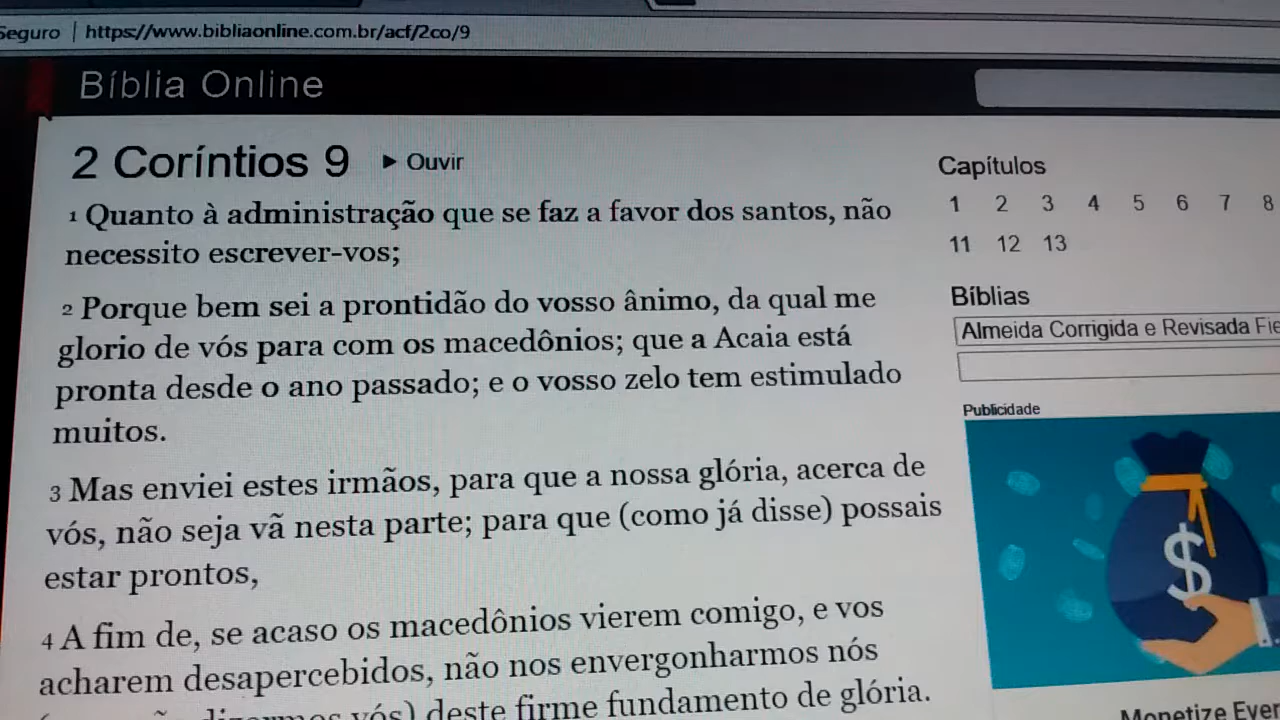 Seguro | https://www.bibliaonline.com.br/acf/2co/9
Bíblia Online
2 Coríntios 9 ► Ouvir
1 Quanto à administração que se faz a favor dos santos, não
necessito escrever-vos;
2 Porque bem sei a prontidão do vosso ânimo, da qual me
glorio de vós para com os macedônios; que a Acaia está
pronta desde o ano passado; e o vosso zelo tem estimulado
muitos.
3 Mas enviei estes irmãos, para que a nossa glória, acerca de
vós, não seja vã nesta parte; para que (como já disse) possais
estar prontos,
4 A fim de, se acaso os macedônios vierem comigo, e vos
acharem desapercebidos, não nos envergonharmos nós
dizermos vós) deste firme fundamento de glória.
Capítulos
1 2 3 4 5 6 7 8
11 12 13
Bíblias
Almeida Corrigida e Revisada Fie
Publicidade
$
Monetize Ever